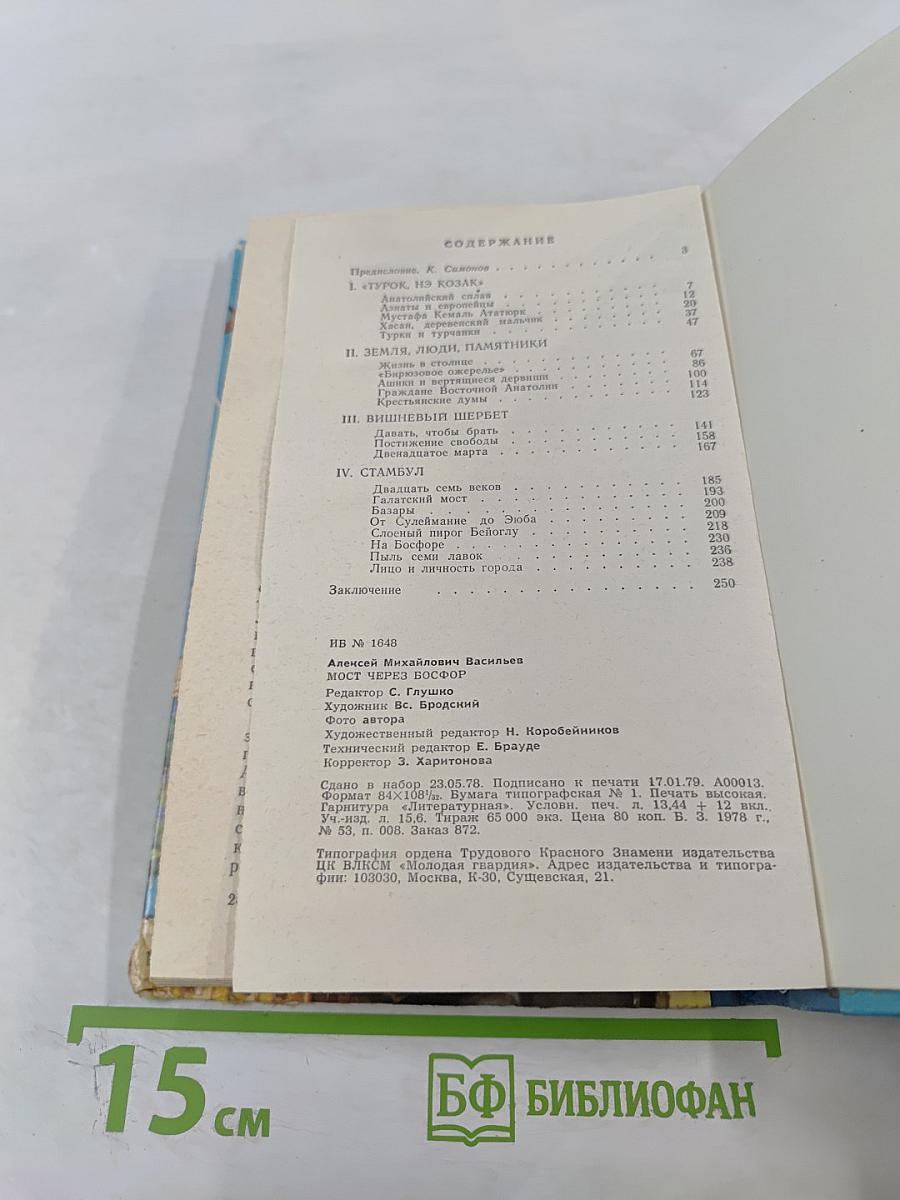 СОДЕРЖАНИЕ
Предисловие. К. Симонов . . . . . . . . . . . 3
I. «ТУРОК, НЭ КОЗАК»
Анатолийский сплав . . . . . . . . . . 7
Азиаты и европейцы . . . . . . . . . . 12
Мустафа Кемаль Ататюрк . . . . . . . . . . 20
Хасан, деревенский мальчик . . . . . . . . . . 37
Турки и турчанки . . . . . . . . . . 47
II. ЗЕМЛЯ, ЛЮДИ, ПАМЯТНИКИ
Жизнь в столице . . . . . . . . . . 67
«Бирюзовое ожерелье» . . . . . . . . . . 86
Ашики и вертящиеся дервиши . . . . . . . . . . 100
Граждане Восточной Анатолии . . . . . . . . . . 114
Крестьянские думы . . . . . . . . . . 123
III. ВИШНЕВЫЙ ШЕРБЕТ
Давать, чтобы брать . . . . . . . . . . 141
Постижение свободы . . . . . . . . . . 158
Двенадцатое марта . . . . . . . . . . 167
IV. СТАМБУЛ
Двадцать семь веков . . . . . . . . . . 185
Галатский мост . . . . . . . . . . 193
Базары . . . . . . . . . . 200
От Сулеймание до Эюба . . . . . . . . . . 209
Слоеный пирог Бейоглу . . . . . . . . . . 218
На Босфоре . . . . . . . . . . 230
Пыль семи лавок . . . . . . . . . . 236
Лицо и личность города . . . . . . . . . . 238
Заключение . . . . . . . . . . 250
ИБ № 1648
Алексей Михайлович Васильев
МОСТ ЧЕРЕЗ БОСФОР
Редактор С. Глушко
Художник Вс. Бродский
Фото автора
Художественный редактор Н. Коробейников
Технический редактор Е. Брауде
Корректор З. Харитонова
Сдано в набор 23.05.78. Подписано к печати 17.01.79. А00013.
Формат 84×108¹/₃₂. Бумага типографская № 1. Печать высокая.
Гарнитура «Литературная». Условн. печ. л. 13,44 + 12 вкл.
Уч.-изд. л. 15,6. Тираж 65 000 экз. Цена 80 коп. Б. З. 1978 г.,
№ 53, п. 008. Заказ 872.
Типография ордена Трудового Красного Знамени издательства
ЦК ВЛКСМ «Молодая гвардия». Адрес издательства и типогра-
фии: 103030, Москва, К-30, Сущевская, 21.
15 см
БФ БИБЛИОФАН